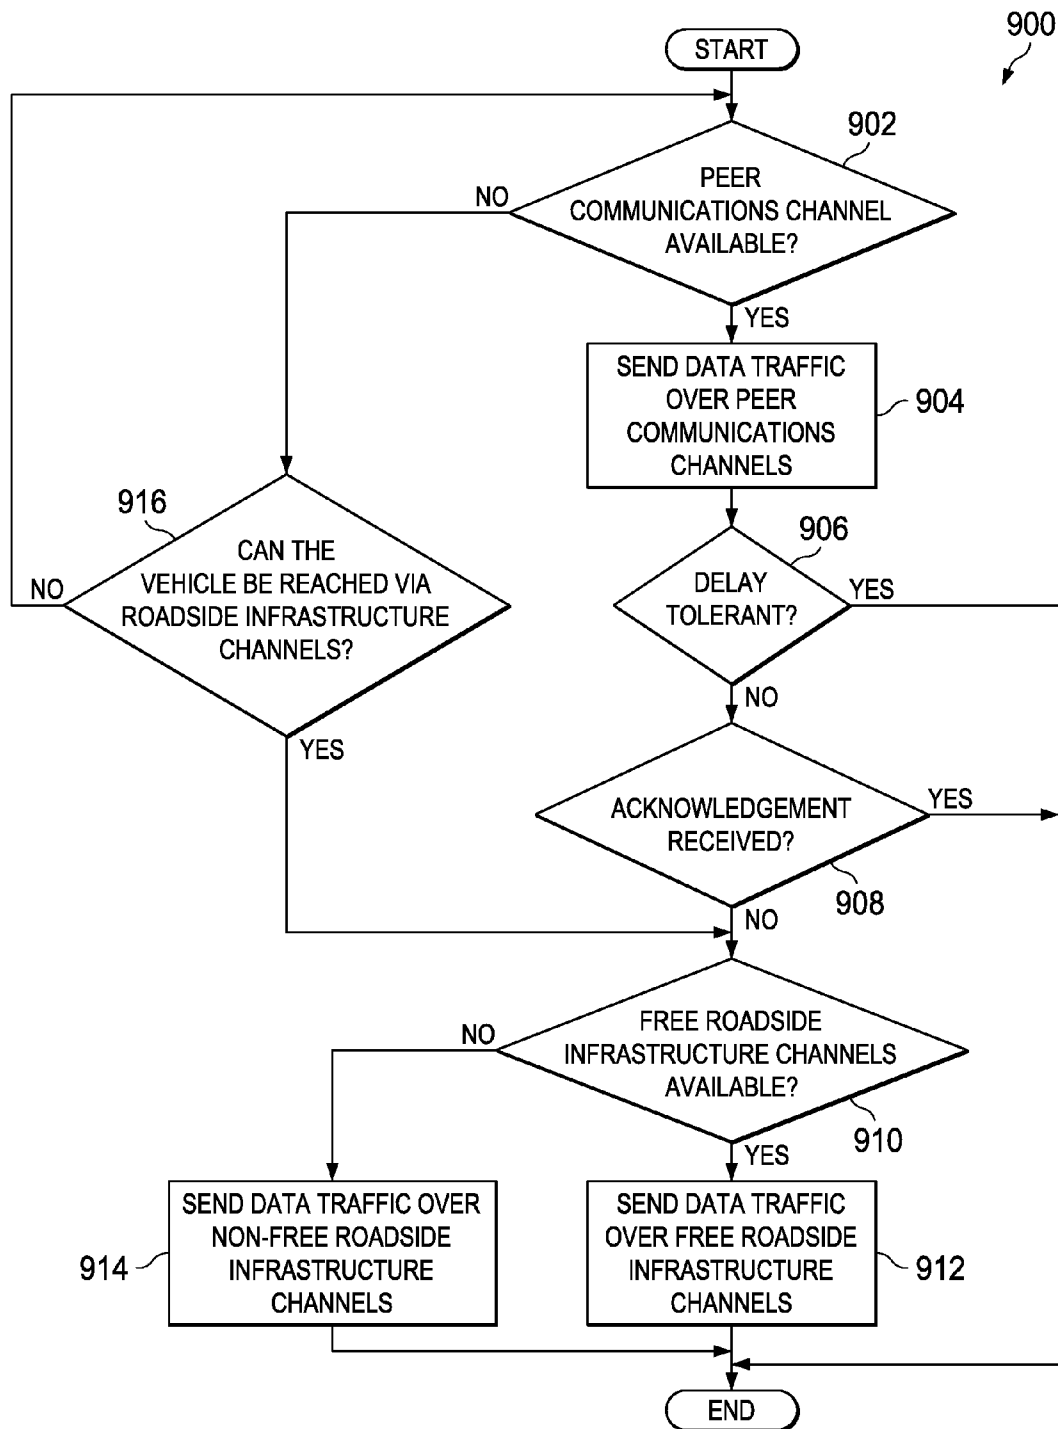 START
900
902
PEER
COMMUNICATIONS CHANNEL
AVAILABLE?
NO
YES
SEND DATA TRAFFIC
OVER PEER
COMMUNICATIONS
CHANNELS
904
916
CAN THE
VEHICLE BE REACHED VIA
ROADSIDE INFRASTRUCTURE
CHANNELS?
NO
YES
906
DELAY
TOLERANT?
YES
NO
ACKNOWLEDGEMENT
RECEIVED?
YES
908
NO
FREE ROADSIDE
INFRASTRUCTURE CHANNELS
AVAILABLE?
NO
910
YES
SEND DATA TRAFFIC OVER
NON-FREE ROADSIDE
INFRASTRUCTURE
CHANNELS
914
SEND DATA TRAFFIC
OVER FREE ROADSIDE
INFRASTRUCTURE
CHANNELS
912
END